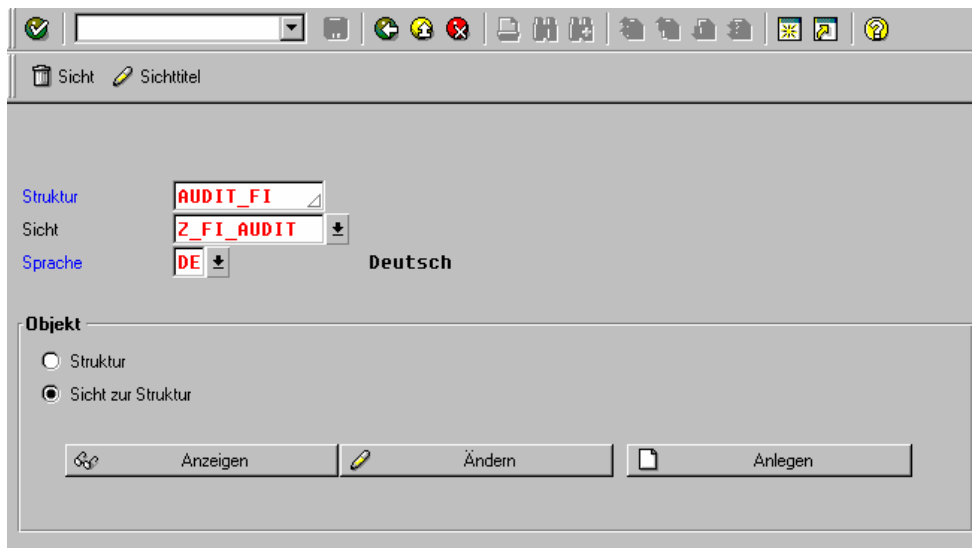 Sicht Sichttitel
Struktur AUDIT_FI
Sicht Z_FI_AUDIT
Sprache DE Deutsch
Objekt
Struktur
Sicht zur Struktur
Anzeigen Ändern Anlegen